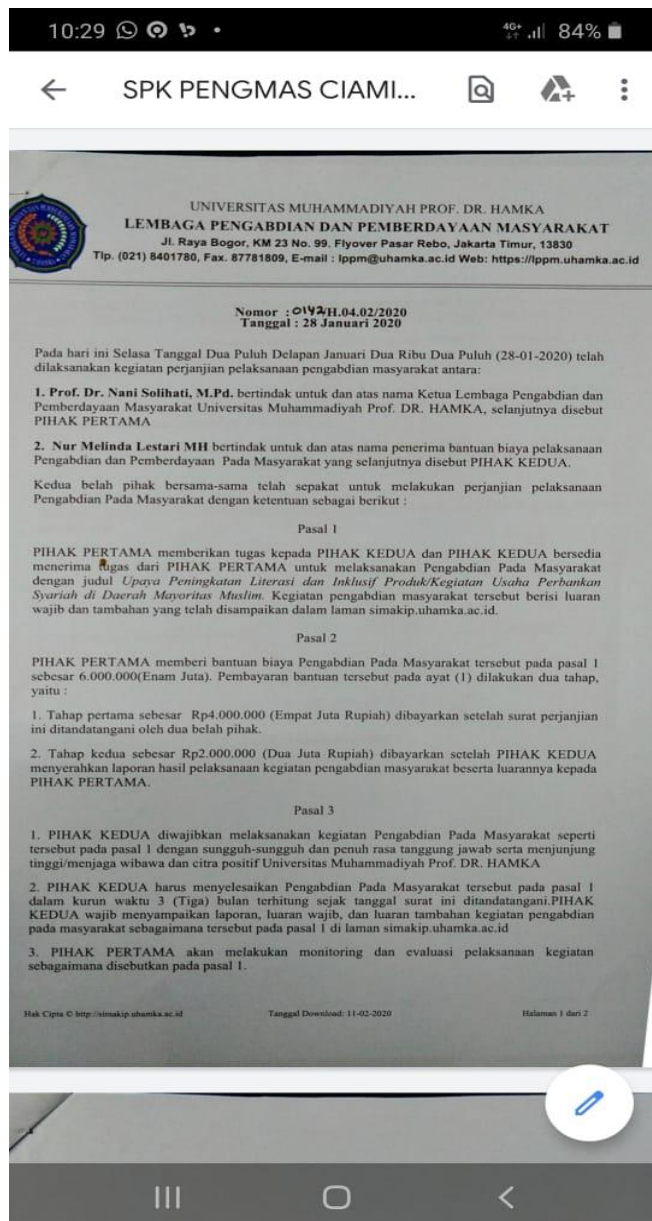 10:29
4G+ 84%
SPK PENGMAS CIAMI...
UNIVERSITAS MUHAMMADIYAH PROF. DR. HAMKA
LEMBAGA PENGABDIAN DAN PEMBERDAYAAN MASYARAKAT
Jl. Raya Bogor, KM 23 No. 99. Flyover Pasar Rebo, Jakarta Timur, 13830
Tlp. (021) 8401780, Fax. 87781809, E-mail : lppm@uhamka.ac.id Web: https://lppm.uhamka.ac.id
Nomor : 0142/H.04.02/2020
Tanggal : 28 Januari 2020
Pada hari ini Selasa Tanggal Dua Puluh Delapan Januari Dua Ribu Dua Puluh (28-01-2020) telah
dilaksanakan kegiatan perjanjian pelaksanaan pengabdian masyarakat antara:
1. Prof. Dr. Nani Solihati, M.Pd. bertindak untuk dan atas nama Ketua Lembaga Pengabdian dan
Pemberdayaan Masyarakat Universitas Muhammadiyah Prof. DR. HAMKA, selanjutnya disebut
PIHAK PERTAMA
2. Nur Melinda Lestari MH bertindak untuk dan atas nama penerima bantuan biaya pelaksanaan
Pengabdian dan Pemberdayaan Pada Masyarakat yang selanjutnya disebut PIHAK KEDUA.
Kedua belah pihak bersama-sama telah sepakat untuk melakukan perjanjian pelaksanaan
Pengabdian Pada Masyarakat dengan ketentuan sebagai berikut :
Pasal 1
PIHAK PERTAMA memberikan tugas kepada PIHAK KEDUA dan PIHAK KEDUA bersedia
menerima tugas dari PIHAK PERTAMA untuk melaksanakan Pengabdian Pada Masyarakat
dengan judul Upaya Peningkatan Literasi dan Inklusif Produk/Kegiatan Usaha Perbankan
Syariah di Daerah Mayoritas Muslim. Kegiatan pengabdian masyarakat tersebut berisi luaran
wajib dan tambahan yang telah disampaikan dalam laman simakip.uhamka.ac.id.
Pasal 2
PIHAK PERTAMA memberi bantuan biaya Pengabdian Pada Masyarakat tersebut pada pasal 1
sebesar 6.000.000(Enam Juta). Pembayaran bantuan tersebut pada ayat (1) dilakukan dua tahap,
yaitu :
1. Tahap pertama sebesar Rp4.000.000 (Empat Juta Rupiah) dibayarkan setelah surat perjanjian
ini ditandatangani oleh dua belah pihak.
2. Tahap kedua sebesar Rp2.000.000 (Dua Juta Rupiah) dibayarkan setelah PIHAK KEDUA
menyerahkan laporan hasil pelaksanaan kegiatan pengabdian masyarakat beserta luarannya kepada
PIHAK PERTAMA.
Pasal 3
1. PIHAK KEDUA diwajibkan melaksanakan kegiatan Pengabdian Pada Masyarakat seperti
tersebut pada pasal 1 dengan sungguh-sungguh dan penuh rasa tanggung jawab serta menjunjung
tinggi/menjaga wibawa dan citra positif Universitas Muhammadiyah Prof. DR. HAMKA
2. PIHAK KEDUA harus menyelesaikan Pengabdian Pada Masyarakat tersebut pada pasal 1
dalam kurun waktu 3 (Tiga) bulan terhitung sejak tanggal surat ini ditandatangani.PIHAK
KEDUA wajib menyampaikan laporan, luaran wajib, dan luaran tambahan kegiatan pengabdian
pada masyarakat sebagaimana tersebut pada pasal 1 di laman simakip.uhamka.ac.id
3. PIHAK PERTAMA akan melakukan monitoring dan evaluasi pelaksanaan kegiatan
sebagaimana disebutkan pada pasal 1.
Hak Cipta © http://simakip.uhamka.ac.id Tanggal Download: 11-02-2020 Halaman 1 dari 2